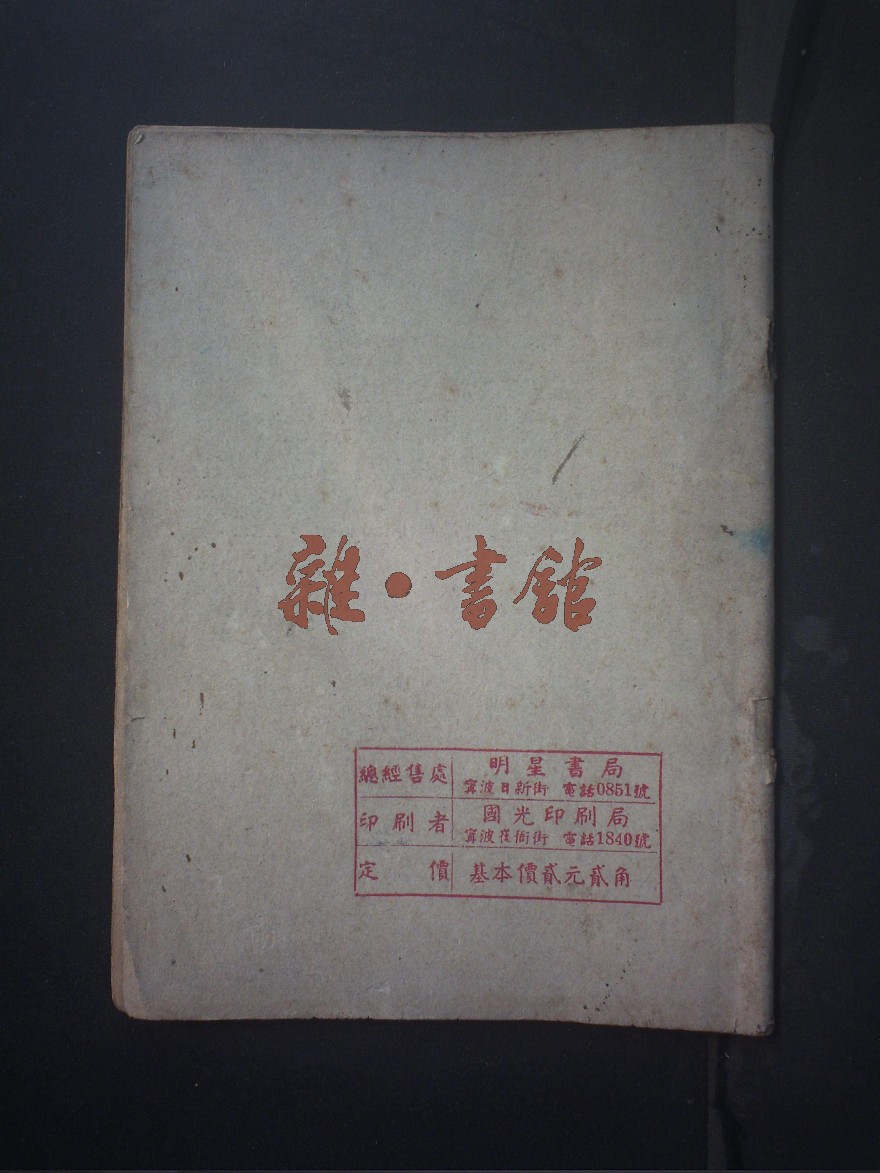 雜·書館
總經售處 明星書局
寧波日新街 電話0851號
印刷者 國光印刷局
寧波後衙街 電話1840號
定價 基本價貳元貳角